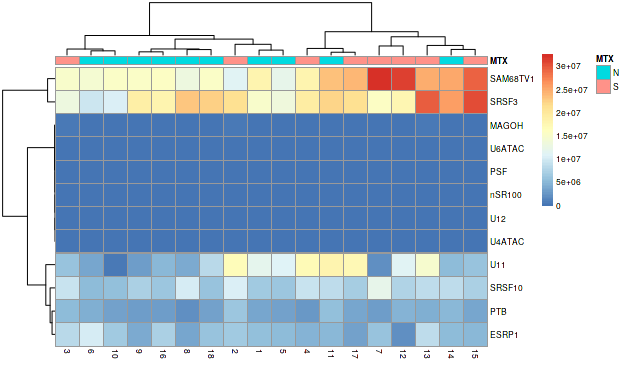 MTX
MTX
N
S
SAM68TV1
SRSF3
MAGOH
U6ATAC
PSF
nSR100
U12
U4ATAC
U11
SRSF10
PTB
ESRP1
3e+07
2.5e+07
2e+07
1.5e+07
1e+07
5e+06
0
3 6 10 9 16 8 18 2 1 5 4 11 17 7 12 13 14 15